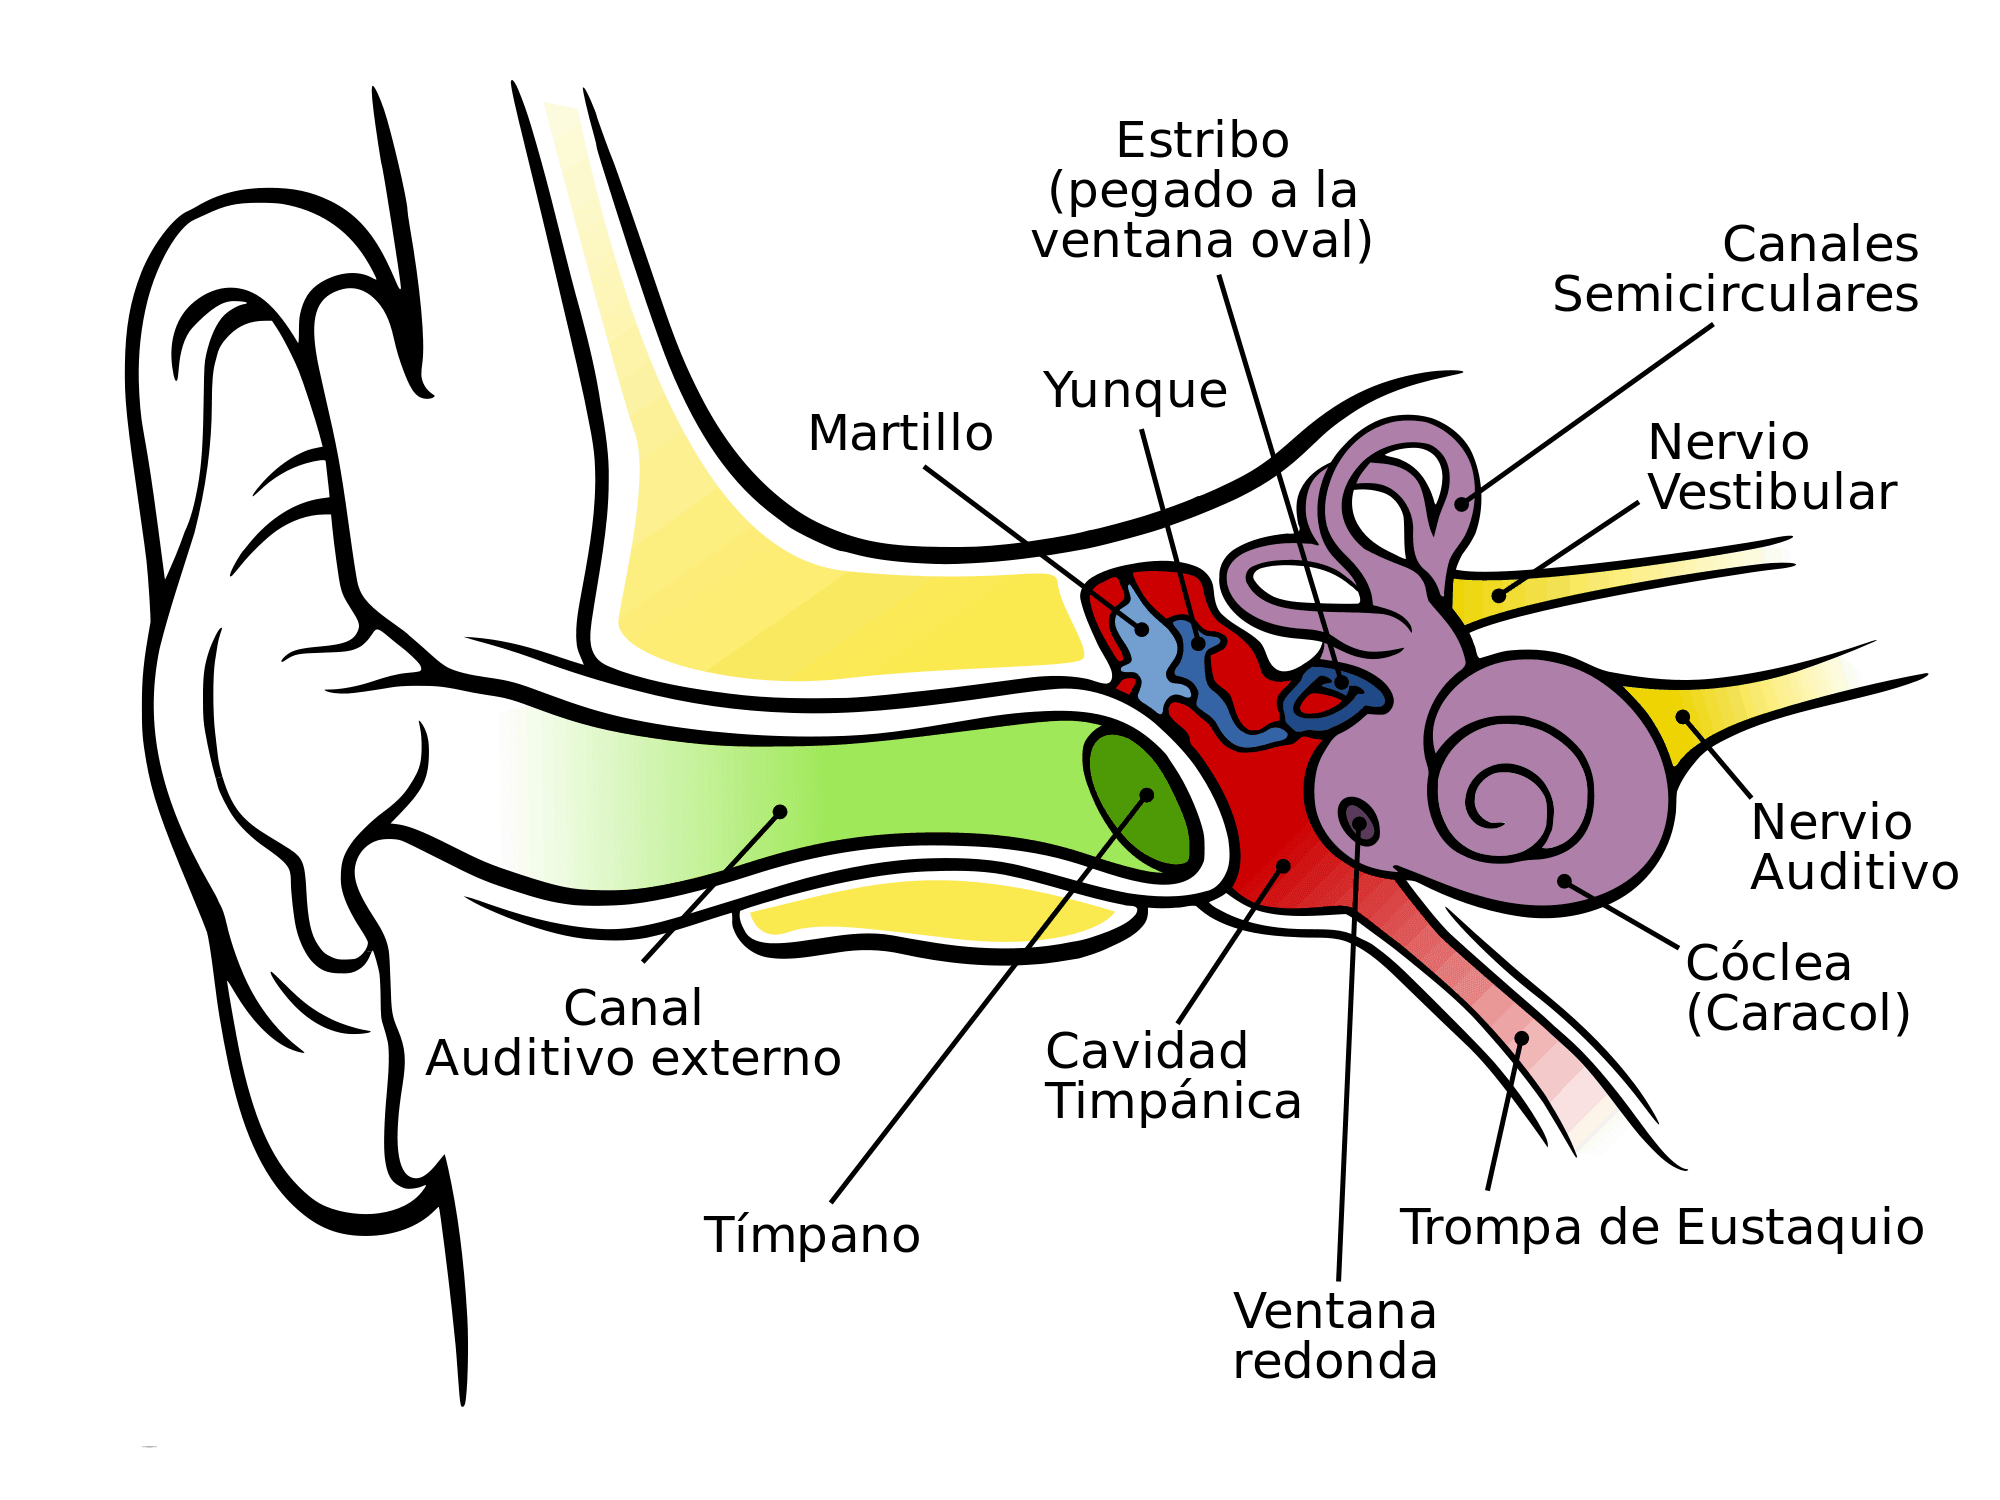 Estribo
(pegado a la
ventana oval)
Canales
Semicirculares
Yunque
Martillo
Nervio
Vestibular
Nervio
Auditivo
Cóclea
(Caracol)
Canal
Auditivo externo
Cavidad
Timpánica
Tímpano
Trompa de Eustaquio
Ventana
redonda